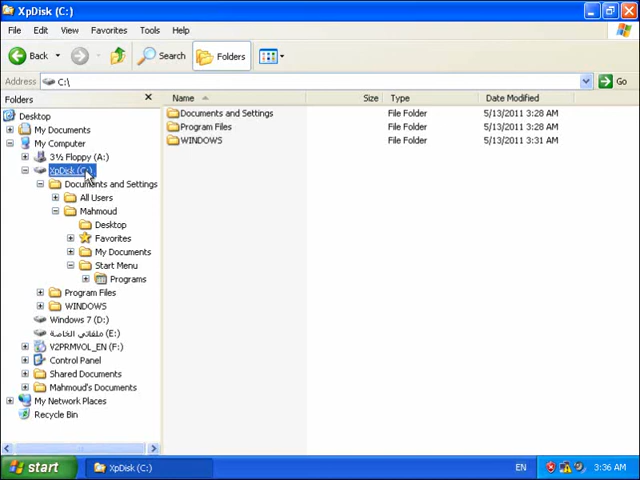 XpDisk (C:)
File Edit View Favorites Tools Help
Back Search Folders
Address C:\ Go
Folders
Name Size Type Date Modified
Documents and Settings File Folder 5/13/2011 3:28 AM
Program Files File Folder 5/13/2011 3:28 AM
WINDOWS File Folder 5/13/2011 3:31 AM
Desktop
My Documents
My Computer
3½ Floppy (A:)
XpDisk (C:)
Documents and Settings
All Users
Mahmoud
Desktop
Favorites
My Documents
Start Menu
Programs
Program Files
WINDOWS
Windows 7 (D:)
ملفاتي الخاصة (E:)
V2PRMVOL_EN (F:)
Control Panel
Shared Documents
Mahmoud's Documents
My Network Places
Recycle Bin
start XpDisk (C:) EN 3:36 AM